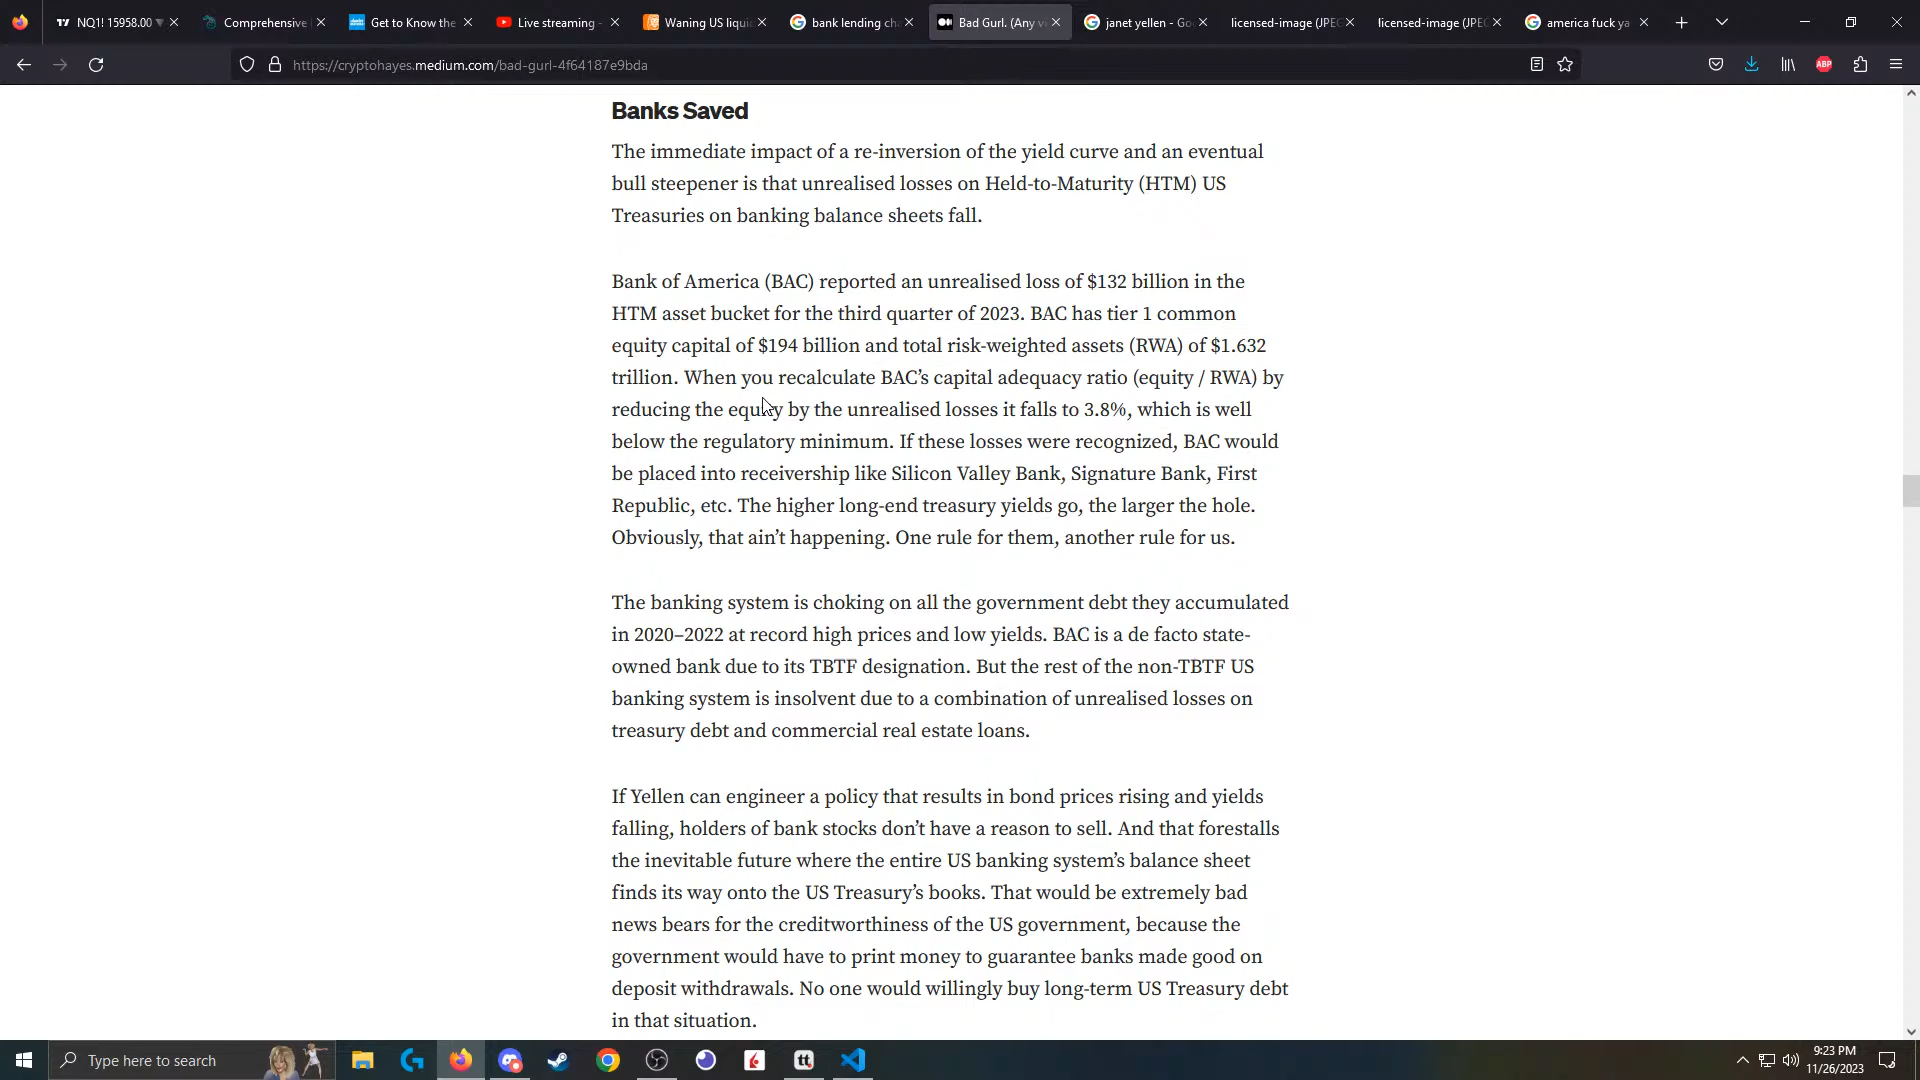 NQ1! 15958.00
Comprehensive
Get to Know the
Live streaming -
Waning US liqui
bank lending cha
Bad Gurl. (Any vi
janet yellen - Go
licensed-image (JPEG
licensed-image (JPEG
america fuck ya
https://cryptohayes.medium.com/bad-gurl-4f64187e9bda
ABP
Banks Saved
The immediate impact of a re-inversion of the yield curve and an eventual
bull steepener is that unrealised losses on Held-to-Maturity (HTM) US
Treasuries on banking balance sheets fall.
Bank of America (BAC) reported an unrealised loss of $132 billion in the
HTM asset bucket for the third quarter of 2023. BAC has tier 1 common
equity capital of $194 billion and total risk-weighted assets (RWA) of $1.632
trillion. When you recalculate BAC’s capital adequacy ratio (equity / RWA) by
reducing the equity by the unrealised losses it falls to 3.8%, which is well
below the regulatory minimum. If these losses were recognized, BAC would
be placed into receivership like Silicon Valley Bank, Signature Bank, First
Republic, etc. The higher long-end treasury yields go, the larger the hole.
Obviously, that ain’t happening. One rule for them, another rule for us.
The banking system is choking on all the government debt they accumulated
in 2020–2022 at record high prices and low yields. BAC is a de facto state-
owned bank due to its TBTF designation. But the rest of the non-TBTF US
banking system is insolvent due to a combination of unrealised losses on
treasury debt and commercial real estate loans.
If Yellen can engineer a policy that results in bond prices rising and yields
falling, holders of bank stocks don’t have a reason to sell. And that forestalls
the inevitable future where the entire US banking system’s balance sheet
finds its way onto the US Treasury’s books. That would be extremely bad
news bears for the creditworthiness of the US government, because the
government would have to print money to guarantee banks made good on
deposit withdrawals. No one would willingly buy long-term US Treasury debt
in that situation.
Type here to search
tt
9:23 PM
11/26/2023